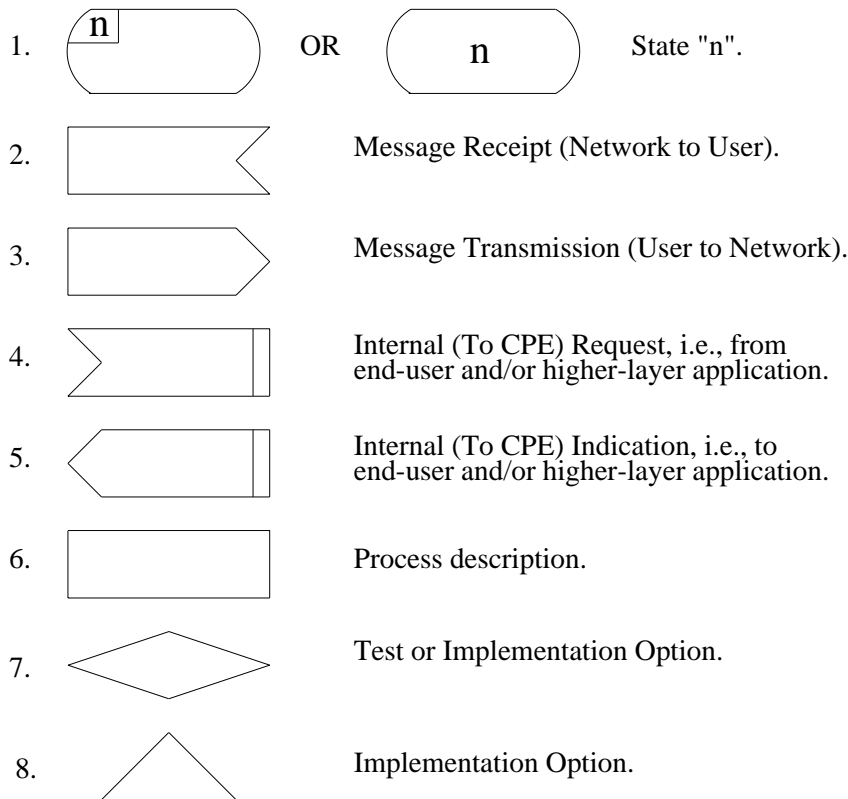 1. n OR n State "n".
2. Message Receipt (Network to User).
3. Message Transmission (User to Network).
4. Internal (To CPE) Request, i.e., from
end-user and/or higher-layer application.
5. Internal (To CPE) Indication, i.e., to
end-user and/or higher-layer application.
6. Process description.
7. Test or Implementation Option.
8. Implementation Option.